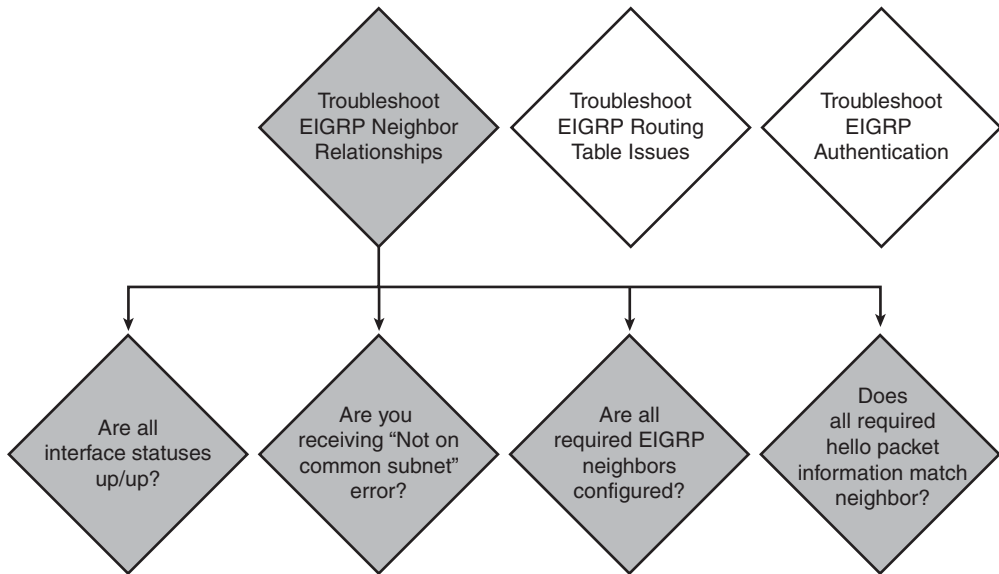 Troubleshoot
EIGRP Neighbor
Relationships
Troubleshoot
EIGRP Routing
Table Issues
Troubleshoot
EIGRP
Authentication
Are all
interface statuses
up/up?
Are you
receiving “Not on
common subnet”
error?
Are all
required EIGRP
neighbors
configured?
Does
all required
hello packet
information match
neighbor?